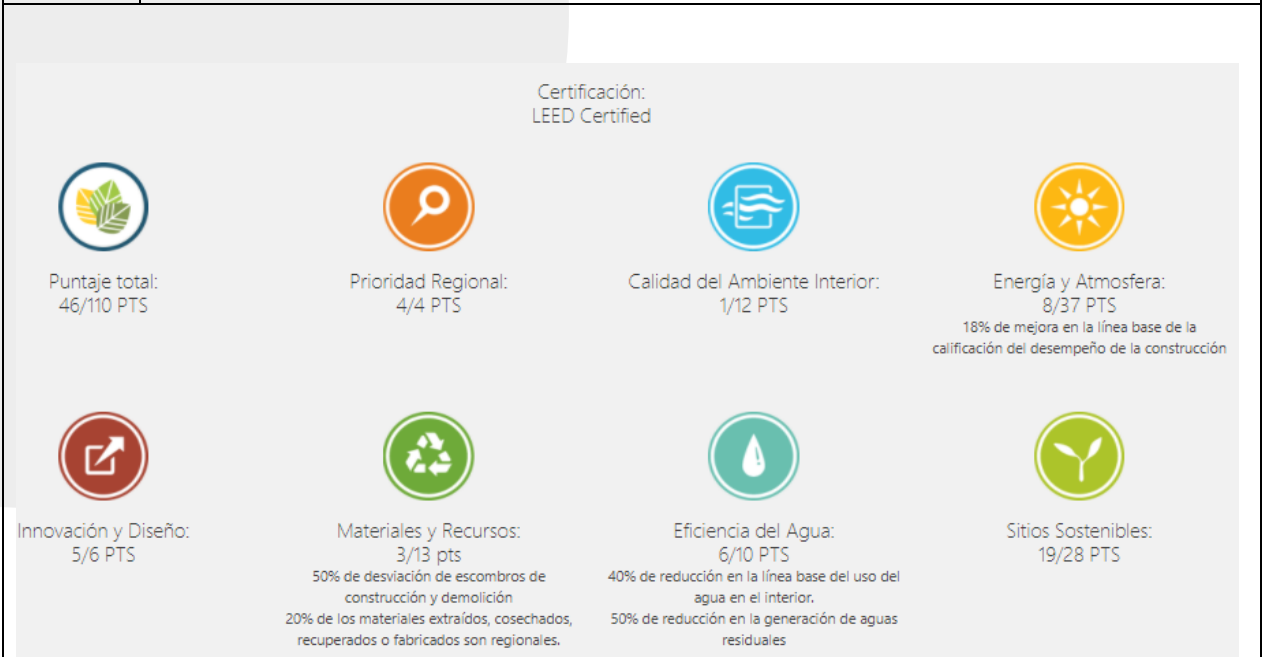 Certificación:
LEED Certified
Puntaje total:
46/110 PTS
Prioridad Regional:
4/4 PTS
Calidad del Ambiente Interior:
1/12 PTS
Energía y Atmosfera:
8/37 PTS
18% de mejora en la línea base de la
calificación del desempeño de la construcción
Innovación y Diseño:
5/6 PTS
Materiales y Recursos:
3/13 pts
50% de desviación de escombros de
construcción y demolición
20% de los materiales extraídos, cosechados,
recuperados o fabricados son regionales.
Eficiencia del Agua:
6/10 PTS
40% de reducción en la línea base del uso del
agua en el interior.
50% de reducción en la generación de aguas
residuales
Sitios Sostenibles:
19/28 PTS